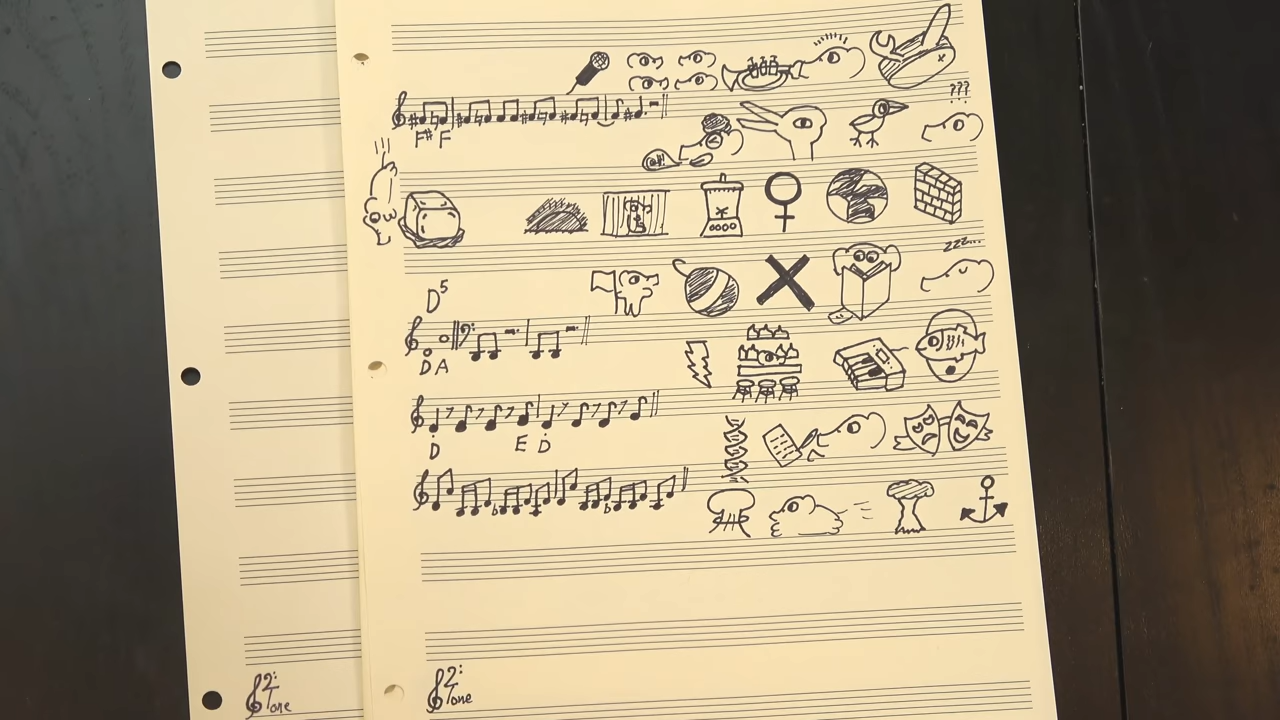 F# F
???
zzz...
D⁵
D A
D E D
2: Tone
2: Tone